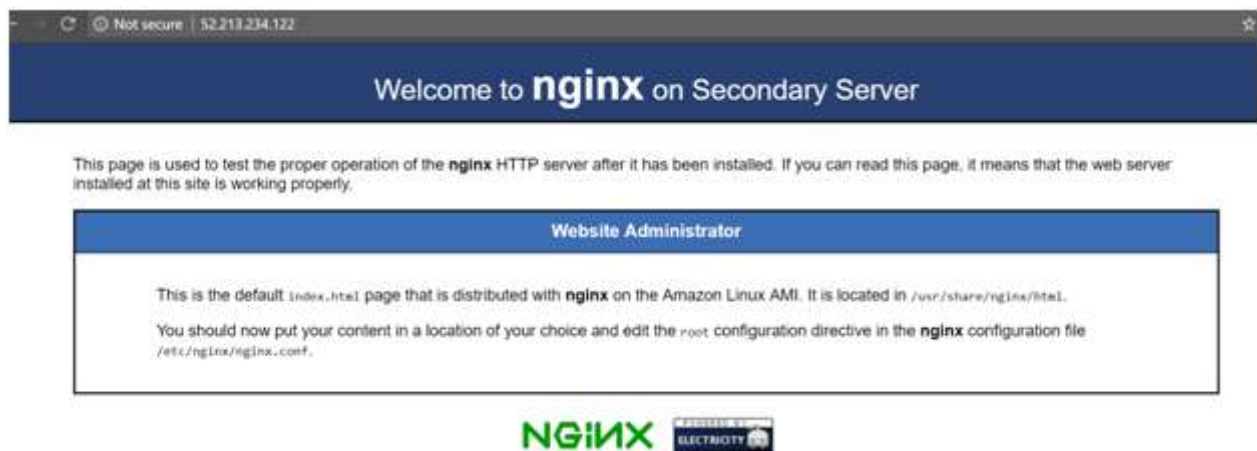 Not secure | 52.213.234.122
Welcome to nginx on Secondary Server
This page is used to test the proper operation of the nginx HTTP server after it has been installed. If you can read this page, it means that the web server
installed at this site is working properly.
Website Administrator
This is the default index.html page that is distributed with nginx on the Amazon Linux AMI. It is located in /usr/share/nginx/html.
You should now put your content in a location of your choice and edit the root configuration directive in the nginx configuration file
/etc/nginx/nginx.conf.
NGiNX
POWERED BY
ELECTRICITY